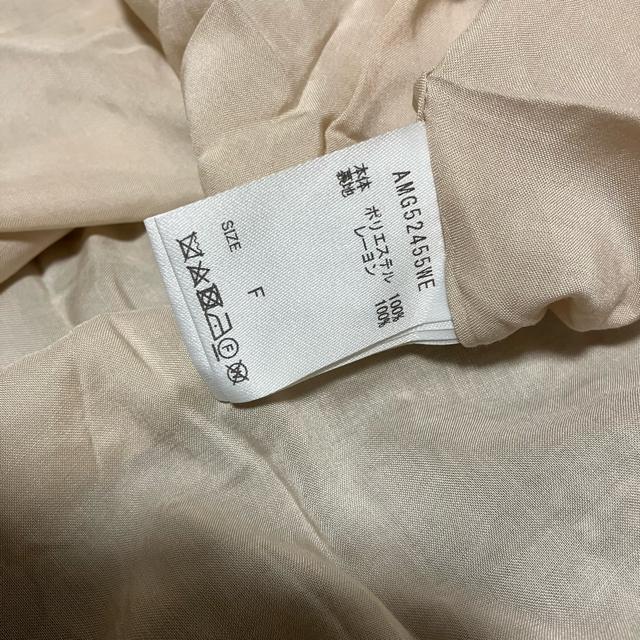 AMG52455WE
本体 ポリエステル 100%
裏地 レーヨン 100%
SIZE F
F